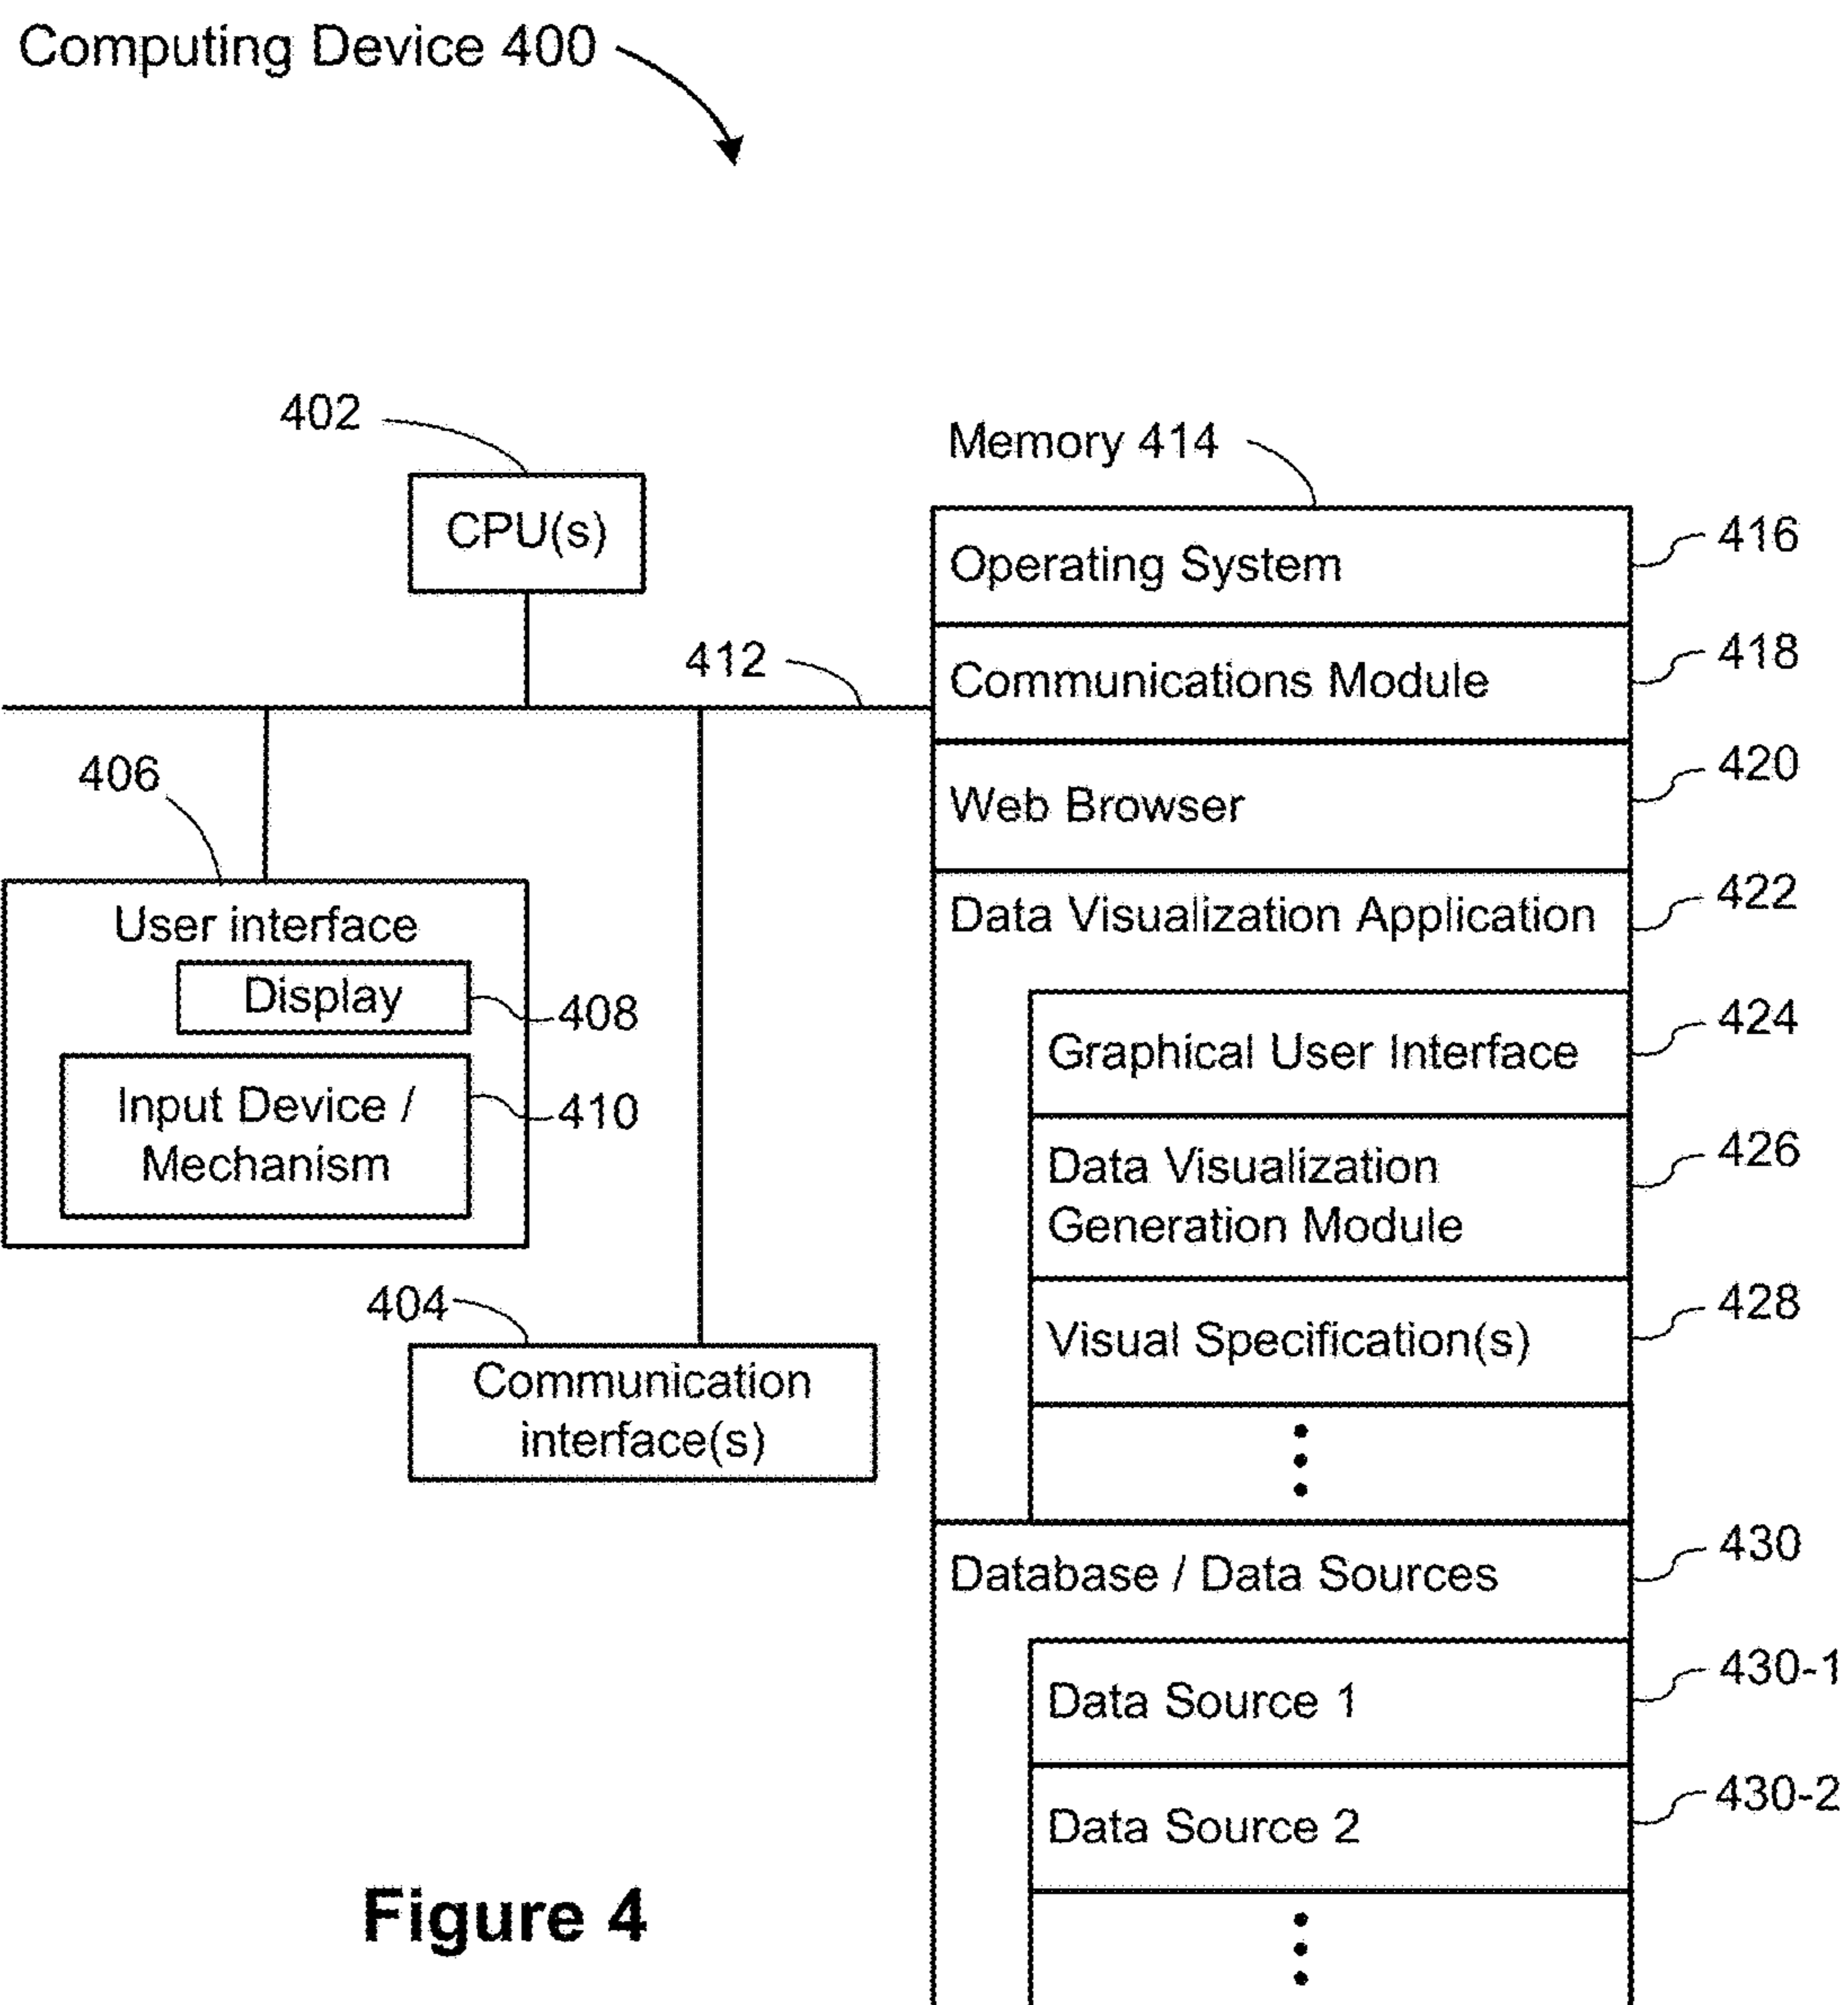 Computing Device 400
402
CPU(s)
412
406
User interface
Display
408
Input Device /
Mechanism
410
404
Communication
interface(s)
Memory 414
Operating System
416
Communications Module
418
Web Browser
420
Data Visualization Application
422
Graphical User Interface
424
Data Visualization
Generation Module
426
Visual Specification(s)
428
Database / Data Sources
430
Data Source 1
430-1
Data Source 2
430-2
Figure 4